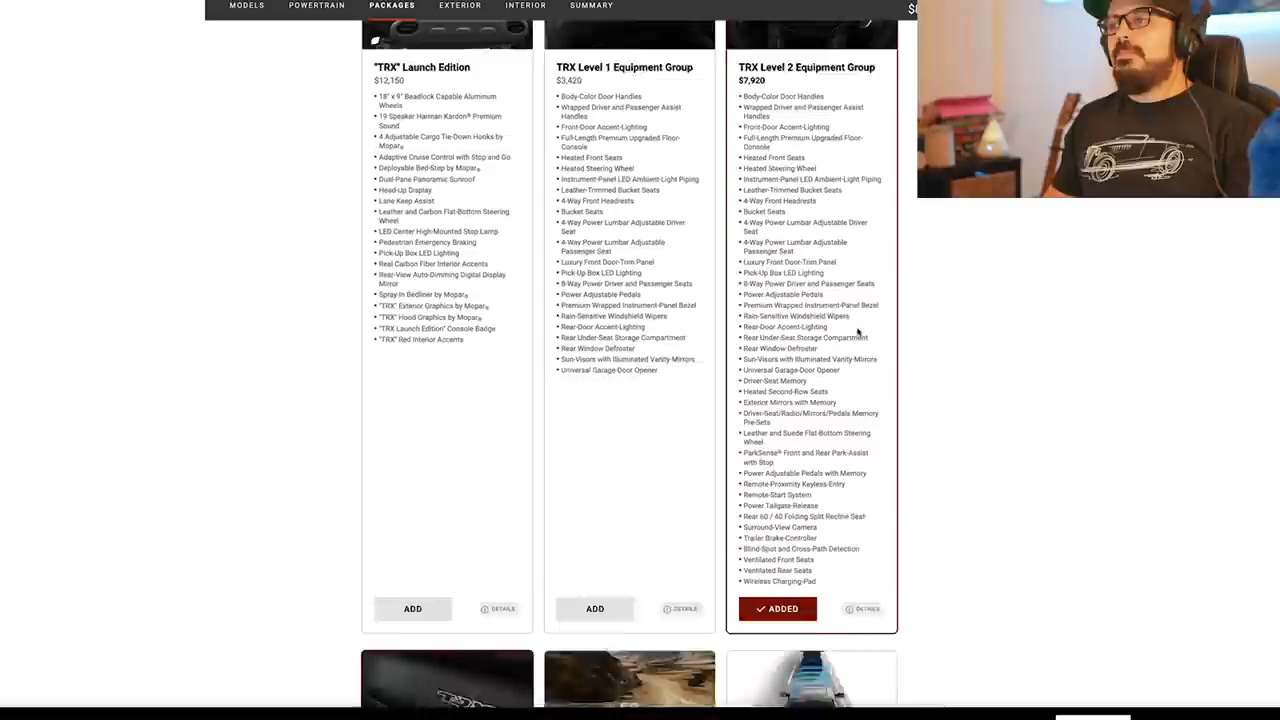 MODELS
POWERTRAIN
PACKAGES
EXTERIOR
INTERIOR
SUMMARY
"TRX" Launch Edition
$12,150
• 18" x 9" Beadlock Capable Aluminum
Wheels
• 19 Speaker Harman Kardon® Premium
Sound
• 4 Adjustable Cargo Tie-Down Hooks by
Mopar®
• Adaptive Cruise Control with Stop and Go
• Deployable Bed-Step by Mopar®
• Dual-Pane Panoramic Sunroof
• Head-Up Display
• Lane Keep Assist
• Leather and Carbon Flat-Bottom Steering
Wheel
• LED Center High-Mounted Stop Lamp
• Pedestrian Emergency Braking
• Pick-Up Box LED Lighting
• Real Carbon Fiber Interior Accents
• Rear-View Auto-Dimming Digital Display
Mirror
• Spray-In Bedliner by Mopar®
• "TRX" Exterior Graphics by Mopar®
• "TRX" Hood Graphics by Mopar®
• "TRX Launch Edition" Console Badge
• "TRX" Red Interior Accents
ADD
DETAILS
TRX Level 1 Equipment Group
$3,420
• Body-Color Door Handles
• Wrapped Driver and Passenger Assist
Handles
• Front-Door Accent-Lighting
• Full-Length Premium Upgraded Floor-
Console
• Heated Front Seats
• Heated Steering Wheel
• Instrument-Panel LED Ambient-Light Piping
• Leather-Trimmed Bucket Seats
• 4-Way Front Headrests
• Bucket Seats
• 4-Way Power Lumbar Adjustable Driver
Seat
• 4-Way Power Lumbar Adjustable
Passenger Seat
• Luxury Front Door-Trim Panel
• Pick-Up Box LED Lighting
• 8-Way Power Driver and Passenger Seats
• Power Adjustable Pedals
• Premium Wrapped Instrument-Panel Bezel
• Rain-Sensitive Windshield Wipers
• Rear-Door Accent-Lighting
• Rear Under-Seat Storage Compartment
• Rear Window Defroster
• Sun-Visors with Illuminated Vanity-Mirrors
• Universal Garage-Door Opener
ADD
DETAILS
TRX Level 2 Equipment Group
$7,920
• Body-Color Door Handles
• Wrapped Driver and Passenger Assist
Handles
• Front-Door Accent-Lighting
• Full-Length Premium Upgraded Floor-
Console
• Heated Front Seats
• Heated Steering Wheel
• Instrument-Panel LED Ambient-Light Piping
• Leather-Trimmed Bucket Seats
• 4-Way Front Headrests
• Bucket Seats
• 4-Way Power Lumbar Adjustable Driver
Seat
• 4-Way Power Lumbar Adjustable
Passenger Seat
• Luxury Front Door-Trim Panel
• Pick-Up Box LED Lighting
• 8-Way Power Driver and Passenger Seats
• Power Adjustable Pedals
• Premium Wrapped Instrument-Panel Bezel
• Rain-Sensitive Windshield Wipers
• Rear-Door Accent-Lighting
• Rear Under-Seat Storage Compartment
• Rear Window Defroster
• Sun-Visors with Illuminated Vanity-Mirrors
• Universal Garage-Door Opener
• Driver-Seat Memory
• Heated Second-Row Seats
• Exterior Mirrors with Memory
• Driver-Seat/Radio/Mirrors/Pedals Memory
Pre-Sets
• Leather and Suede Flat-Bottom Steering
Wheel
• ParkSense® Front and Rear Park-Assist
with Stop
• Power Adjustable Pedals with Memory
• Remote-Proximity Keyless-Entry
• Remote-Start System
• Power Tailgate-Release
• Rear 60 / 40 Folding Split Recline Seat
• Surround-View Camera
• Trailer Brake-Controller
• Blind-Spot and Cross-Path Detection
• Ventilated Front Seats
• Ventilated Rear Seats
• Wireless Charging-Pad
ADDED
DETAILS